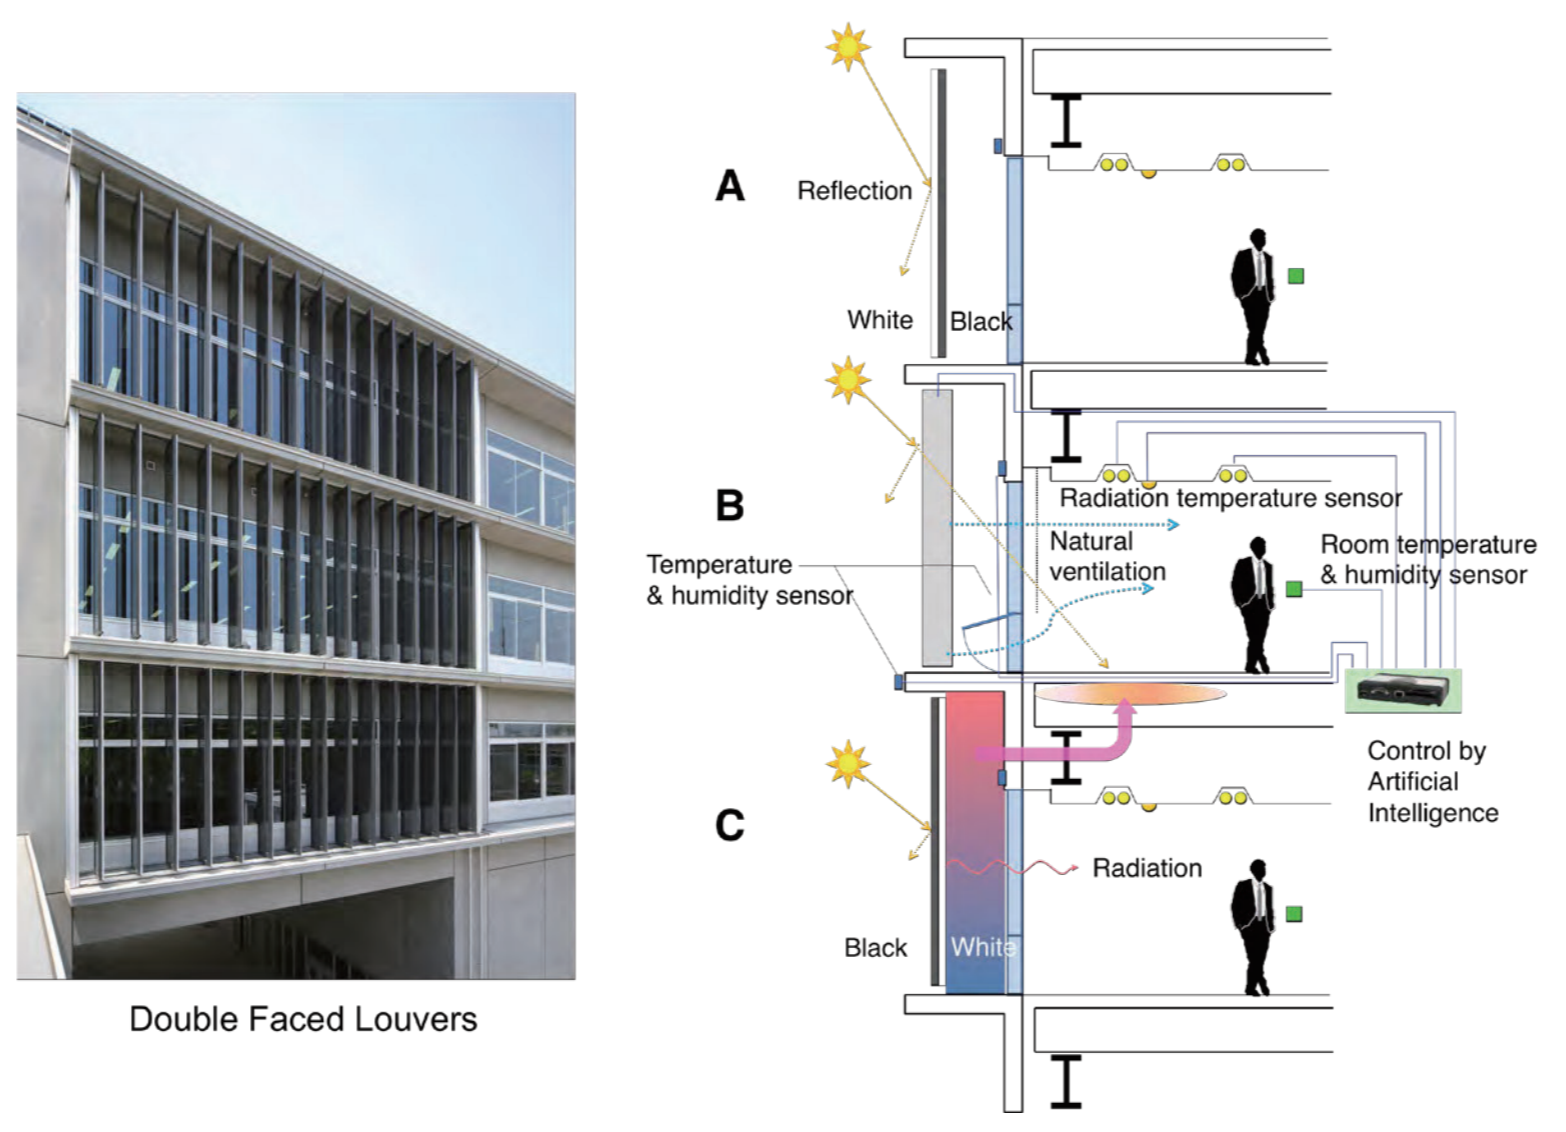 A
Reflection
White
Black
B
Radiation temperature sensor
Natural
ventilation
Room temperature
& humidity sensor
Temperature
& humidity sensor
Control by
Artificial
Intelligence
C
Radiation
Black
White
Double Faced Louvers